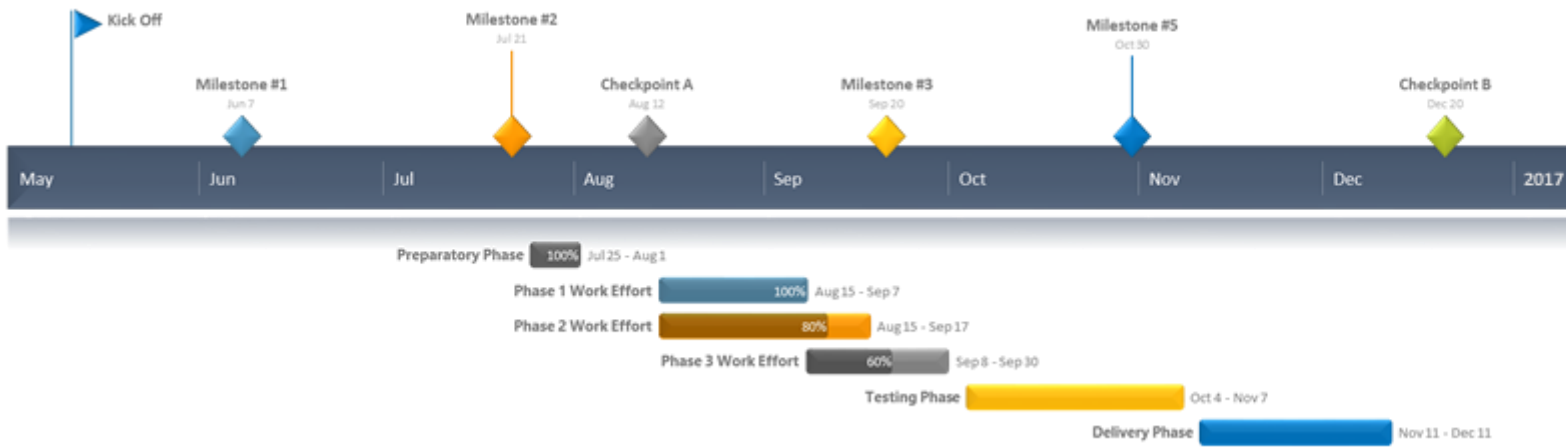 Kick Off
Milestone #2
Jul 21
Milestone #5
Oct 30
Milestone #1
Jun 7
Checkpoint A
Aug 12
Milestone #3
Sep 20
Checkpoint B
Dec 20
May Jun Jul Aug Sep Oct Nov Dec 2017
Preparatory Phase 100% Jul 25 - Aug 1
Phase 1 Work Effort 100% Aug 15 - Sep 7
Phase 2 Work Effort 80% Aug 15 - Sep 17
Phase 3 Work Effort 60% Sep 8 - Sep 30
Testing Phase Oct 4 - Nov 7
Delivery Phase Nov 11 - Dec 11